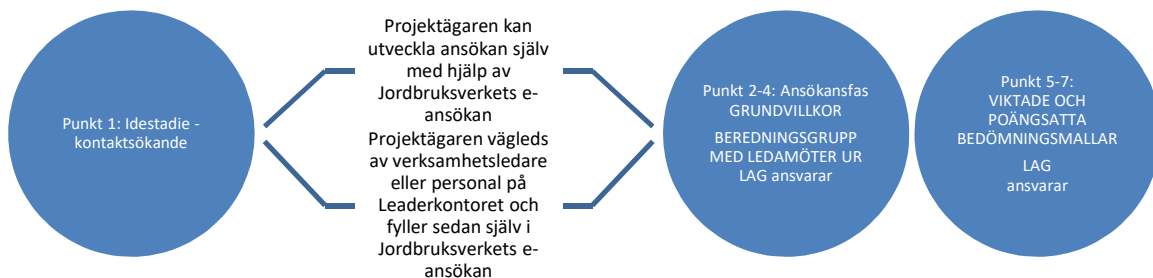 Punkt 1: Idestadie -
kontaktsökande
Projektägaren kan
utveckla ansökan själv
med hjälp av
Jordbruksverkets e-
ansökan
Projektägaren vägleds
av verksamhetsledare
eller personal på
Leaderkontoret och
fyller sedan själv i
Jordbruksverkets e-
ansökan
Punkt 2-4: Ansökansfas
GRUNDVILLKOR
BEREDNINGSGRUPP
MED LEDAMÖTER UR
LAG ansvarar
Punkt 5-7:
VIKTADE OCH
POÄNGSATTA
BEDÖMNINGSMALLAR
LAG
ansvarar